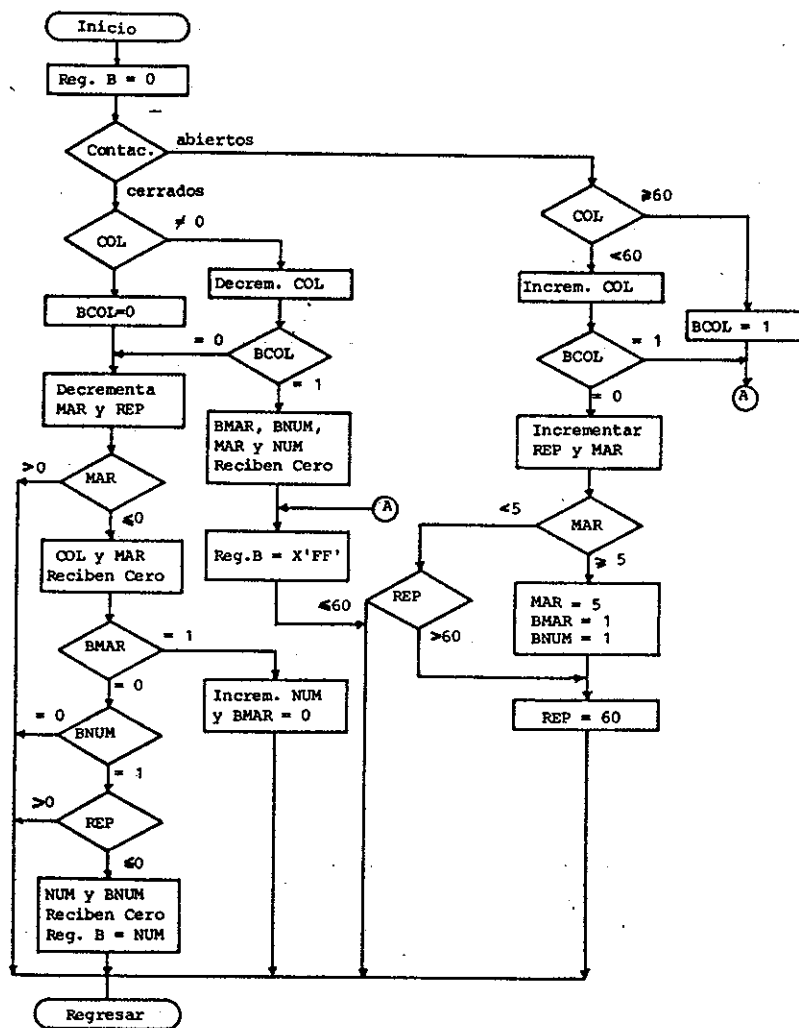 Inicio
Reg. B = 0
Contac.
abiertos
cerrados
COL
≠ 0
COL
⩾60
<60
Decrem. COL
Increm. COL
BCOL=0
BCOL = 1
= 0
BCOL
= 1
BCOL
= 1
= 0
A
Decrementa
MAR y REP
BMAR, BNUM,
MAR y NUM
Reciben Cero
Incrementar
REP y MAR
>0
MAR
⩽0
A
<5
MAR
⩾ 5
COL y MAR
Reciben Cero
Reg.B = X'FF'
⩽60
REP
>60
MAR = 5
BMAR = 1
BNUM = 1
BMAR
= 1
= 0
Increm. NUM
y BMAR = 0
REP = 60
= 0
BNUM
= 1
>0
REP
⩽0
NUM y BNUM
Reciben Cero
Reg. B = NUM
Regresar